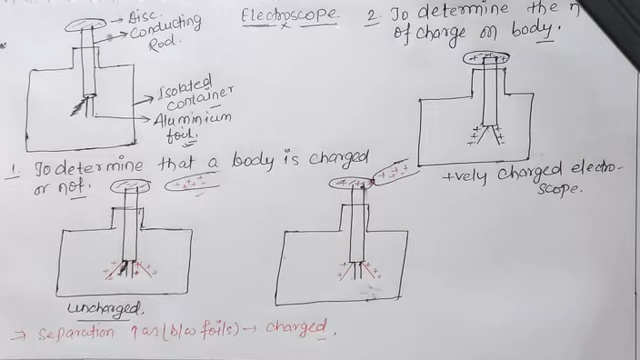 Electroscope
Disc.
Conducting
Rod.
Isolated
container
Aluminium
foil.
1. To determine that a body is charged
or not.
uncharged.
⇒ Separation ↑as (b/w foils) → charged.
2. To determine the n
of charge on body.
+vely charged electro-
scope.